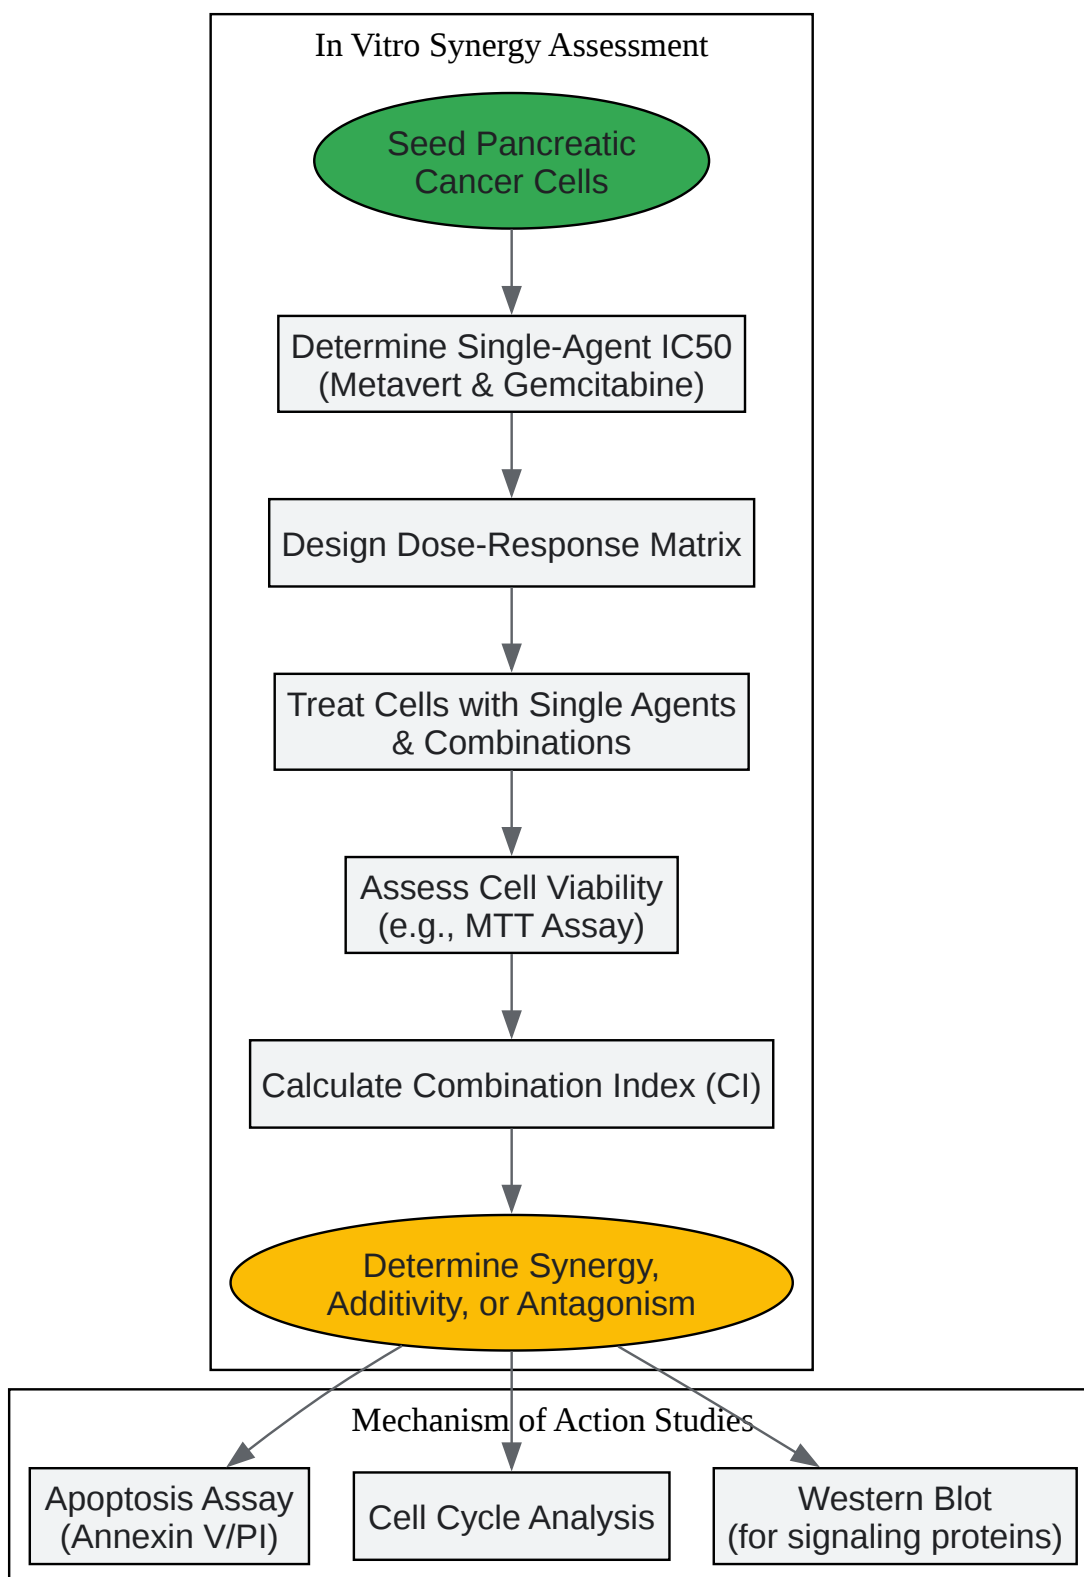 In Vitro Synergy Assessment
Seed Pancreatic
Cancer Cells
Determine Single-Agent IC50
(Metavert & Gemcitabine)
Design Dose-Response Matrix
Treat Cells with Single Agents
& Combinations
Assess Cell Viability
(e.g., MTT Assay)
Calculate Combination Index (CI)
Determine Synergy,
Additivity, or Antagonism
Mechanism of Action Studies
Apoptosis Assay
(Annexin V/PI)
Cell Cycle Analysis
Western Blot
(for signaling proteins)